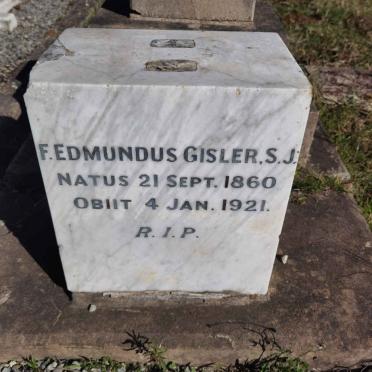 F. EDMUNDUS GISLER. S. J.
NATUS 21 SEPT. 1860
OBIIT 4 JAN. 1921.
R. I. P.